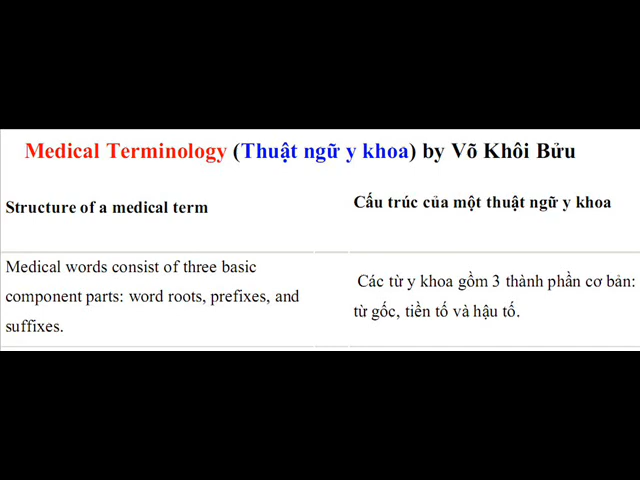 Medical Terminology (Thuật ngữ y khoa) by Võ Khôi Bửu
Structure of a medical term
Cấu trúc của một thuật ngữ y khoa
Medical words consist of three basic
component parts: word roots, prefixes, and
suffixes.
Các từ y khoa gồm 3 thành phần cơ bản:
từ gốc, tiền tố và hậu tố.